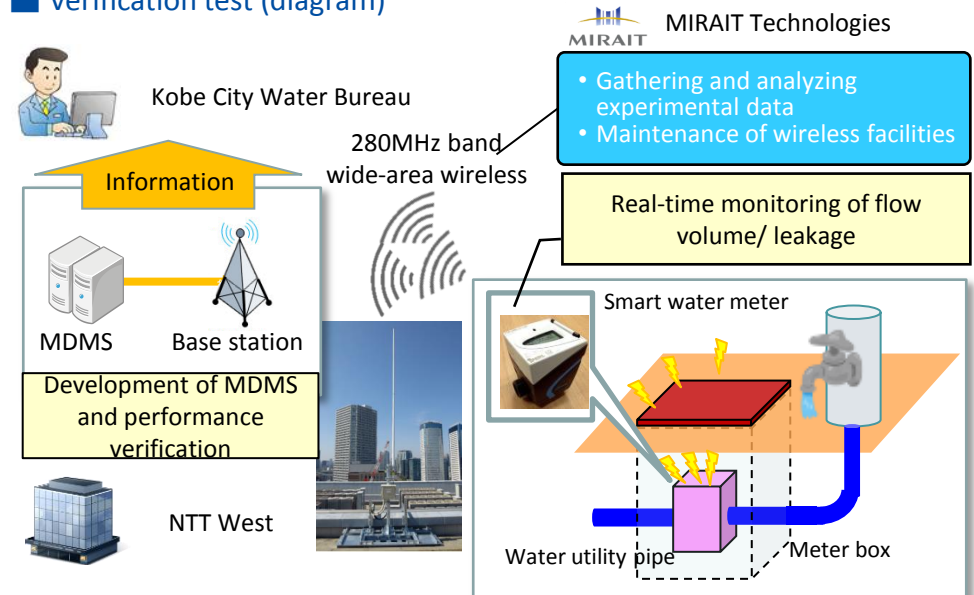 Verification test (diagram)
MIRAIT
MIRAIT Technologies
• Gathering and analyzing
experimental data
• Maintenance of wireless facilities
Kobe City Water Bureau
280MHz band
wide-area wireless
Information
Real-time monitoring of flow
volume/ leakage
MDMS
Base station
Smart water meter
Development of MDMS
and performance
verification
NTT West
Water utility pipe
Meter box